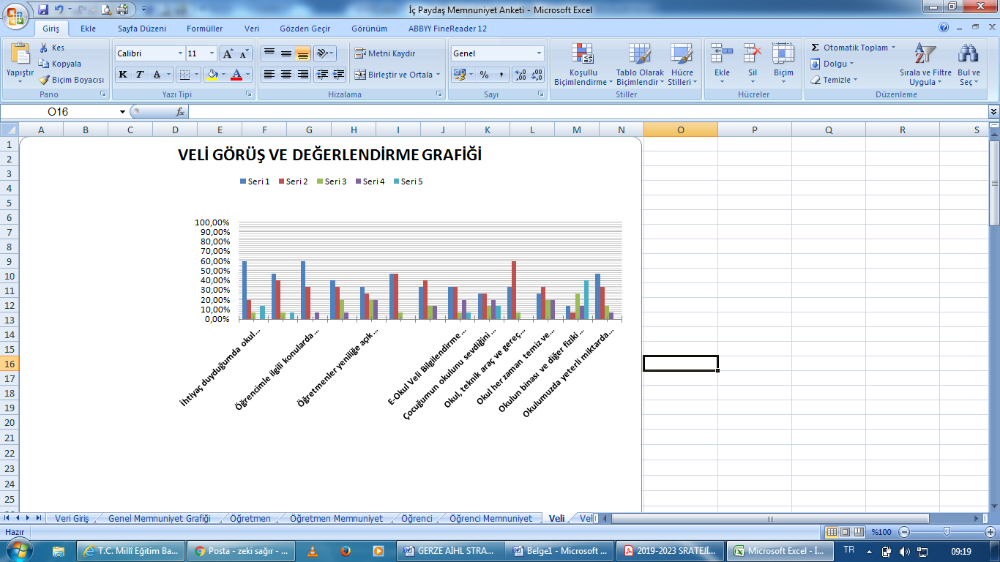 İç Paydaş Memnuniyet Anketi - Microsoft Excel
Giriş Ekle Sayfa Düzeni Formüller Veri Gözden Geçir Görünüm ABBYY FineReader 12
Yapıştır
Kes
Kopyala
Biçim Boyacısı
Pano
Calibri 11
K T A
Yazı Tipi
Metni Kaydır
Birleştir ve Ortala
Hizalama
Genel
% ,
Sayı
Koşullu Biçimlendirme
Tablo Olarak Biçimlendir
Hücre Stilleri
Stiller
Ekle Sil Biçim
Hücreler
Σ Otomatik Toplam
Dolgu
Temizle
Sırala ve Filtre Uygula
Bul ve Seç
Düzenleme
O16 fx
A B C D E F G H I J K L M N O P Q R S
1
2
3
4
5
6
7
8
9
10
11
12
13
14
15
16
17
18
19
20
21
22
23
24
25
VELİ GÖRÜŞ VE DEĞERLENDİRME GRAFİĞİ
Seri 1 Seri 2 Seri 3 Seri 4 Seri 5
100,00%
90,00%
80,00%
70,00%
60,00%
50,00%
40,00%
30,00%
20,00%
10,00%
0,00%
İhtiyaç duyduğumda okul...
Öğrencimle ilgili konularda...
Öğretmenler yeniliğe açık...
E-Okul Veli Bilgilendirme...
Çocuğumun okulunu sevdiğini...
Okul, teknik araç ve gereç...
Okul her zaman temiz ve...
Okulun binası ve diğer fiziki...
Okulumuzda yeterli miktarda...
Veri Giriş Genel Memnuniyet Grafiği Öğretmen Öğretmen Memnuniyet Öğrenci Öğrenci Memnuniyet Veli Vel
Hazır %100
T.C. Millî Eğitim Ba... Posta - zeki sağır - ... GERZE AİHL STRA... Belge1 - Microsoft ... 2019-2023 SRATEJİ... Microsoft Excel - İ... TR 09:19